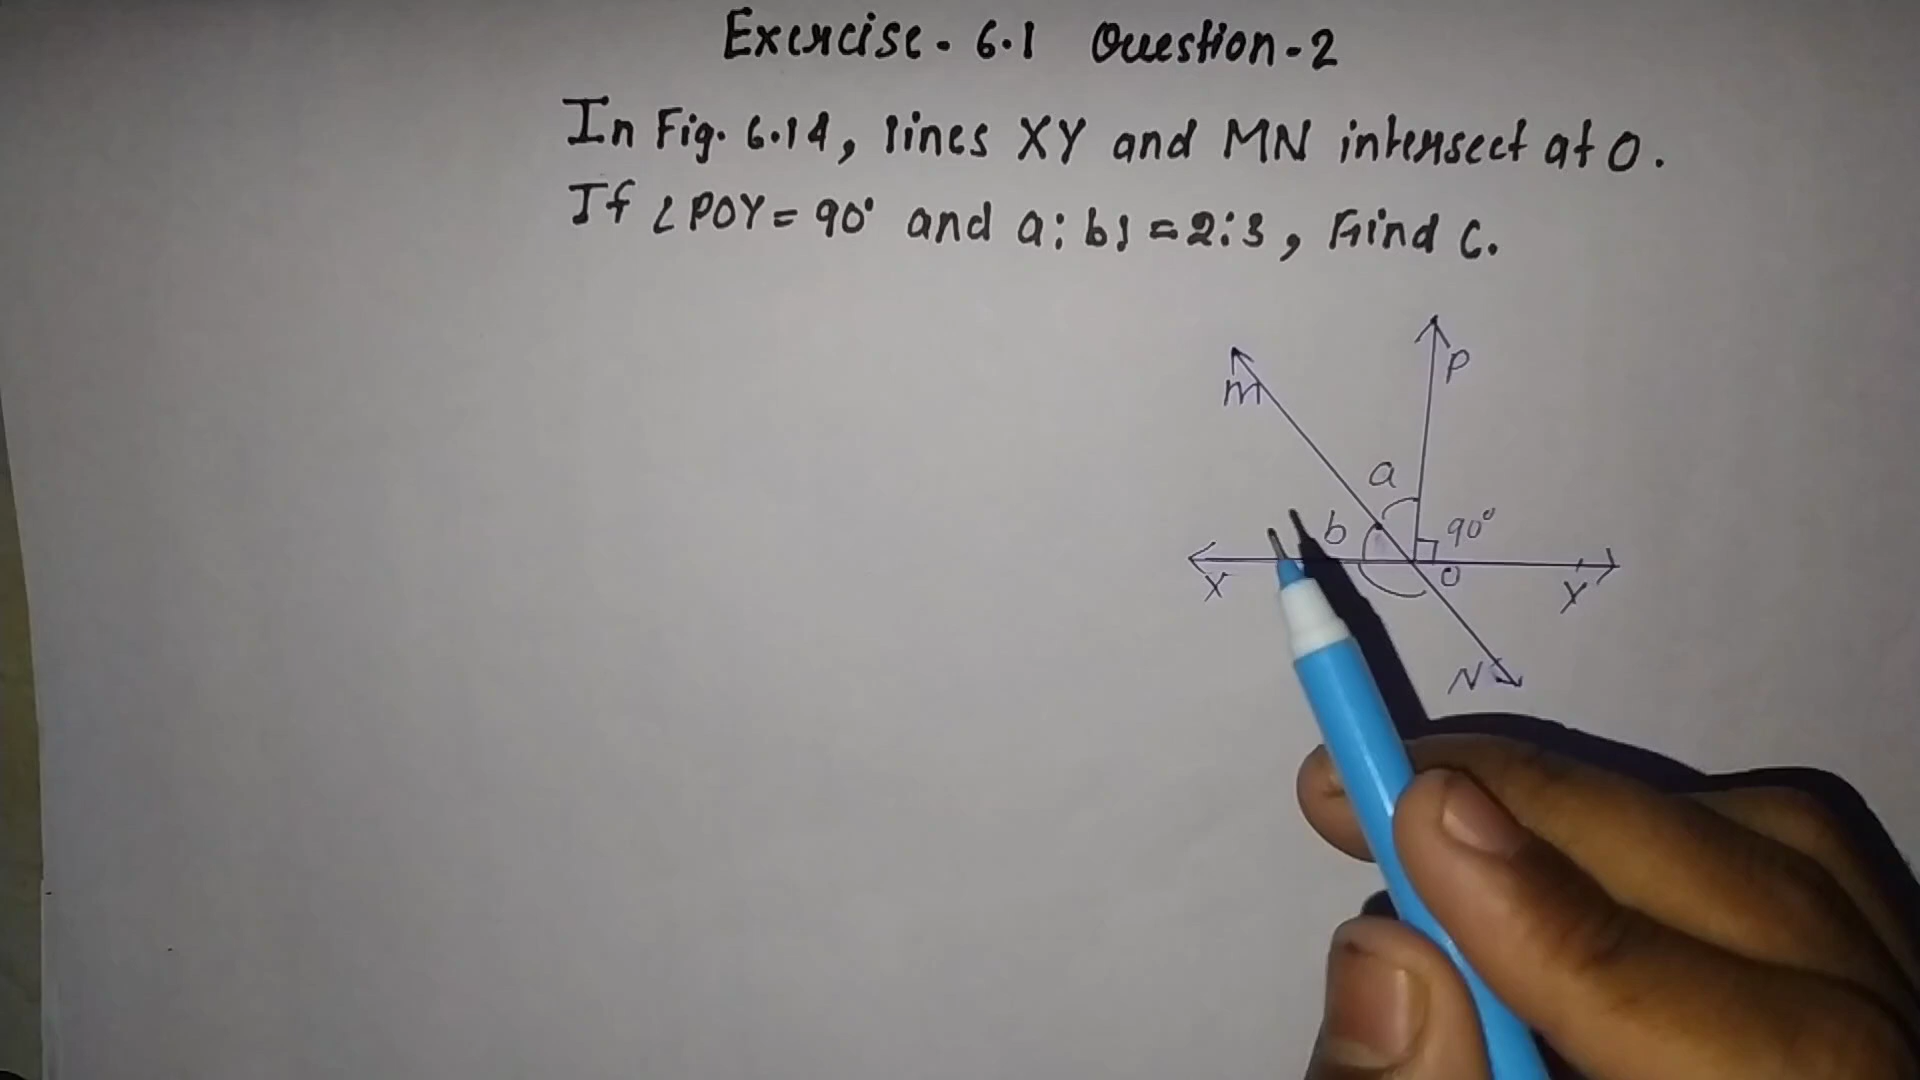 Exercise - 6.1 Question - 2
In Fig. 6.14, lines XY and MN intersect at O.
If ∠POY = 90° and a : b = 2:3, Find c.
P
M
a
b
90°
O
X
Y
N